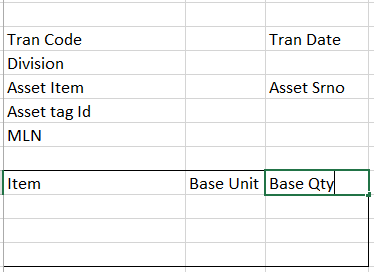 Tran Code Tran Date
Division
Asset Item Asset Srno
Asset tag Id
MLN
Item Base Unit Base Qty